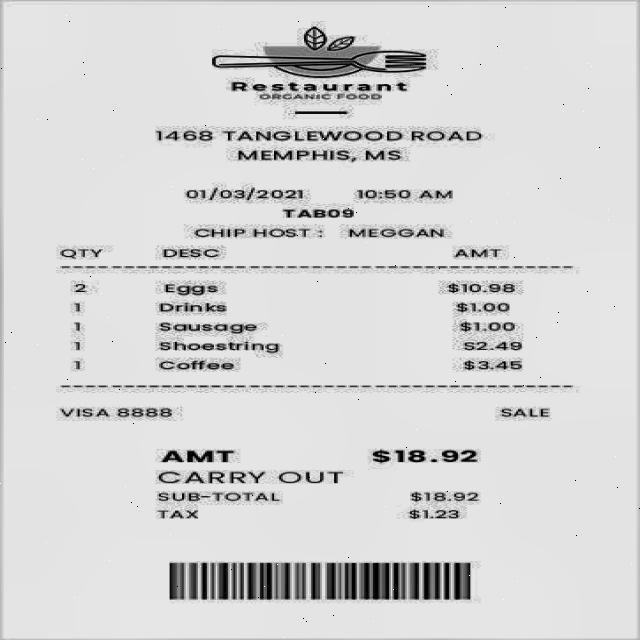 Restaurant
ORGANIC FOOD
1468 TANGLEWOOD ROAD
MEMPHIS, MS
01/03/2021 10:50 AM
TAB09
CHIP HOST : MEGGAN
QTY DESC AMT
2 Eggs $10.98
1 Drinks $1.00
1 Sausage $1.00
1 Shoestring $2.49
1 Coffee $3.45
VISA 8888 SALE
AMT $18.92
CARRY OUT
SUB-TOTAL $18.92
TAX $1.23